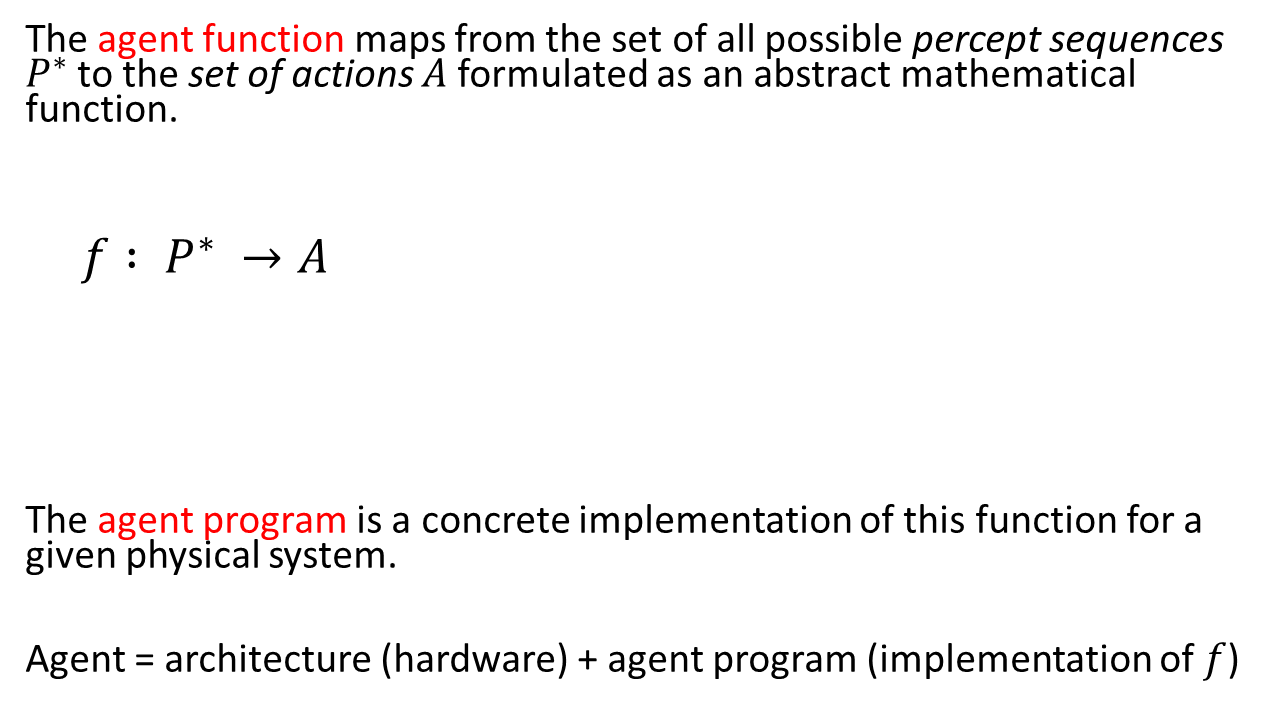 The agent function maps from the set of all possible percept sequences
P* to the set of actions A formulated as an abstract mathematical
function.
f : P* → A
The agent program is a concrete implementation of this function for a
given physical system.
Agent = architecture (hardware) + agent program (implementation of f)